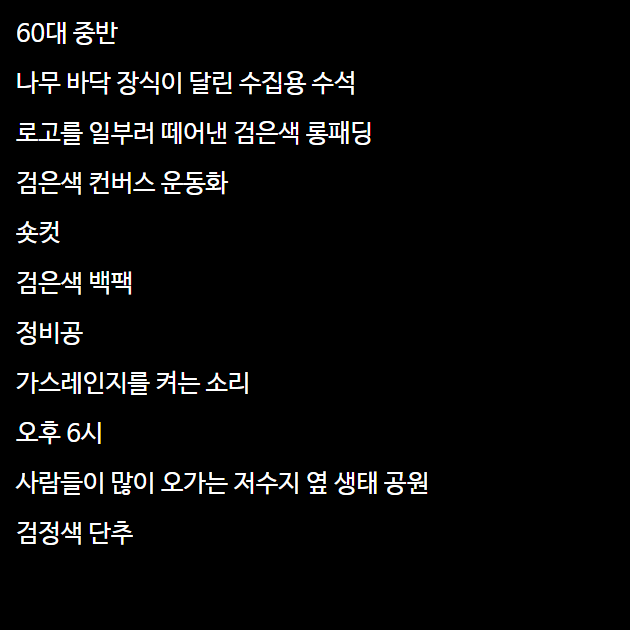 60대 중반
나무 바닥 장식이 달린 수집용 수석
로고를 일부러 떼어낸 검은색 롱패딩
검은색 컨버스 운동화
숏컷
검은색 백팩
정비공
가스레인지를 켜는 소리
오후 6시
사람들이 많이 오가는 저수지 옆 생태 공원
검정색 단추